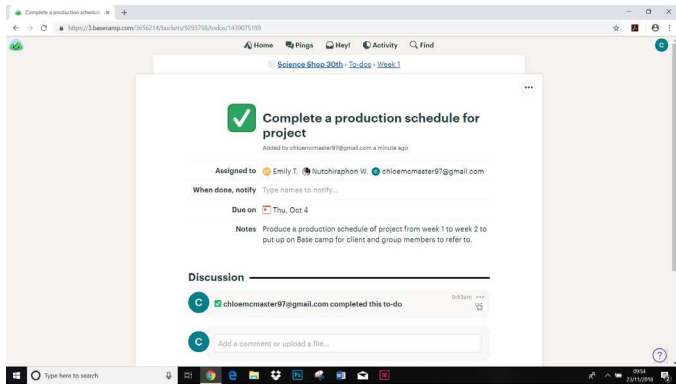 Complete a production schedule
https://3.basecamp.com/3656214/buckets/9293758/todos/1439075199
Home Pings Hey! Activity Find
C
Science Shop 30th · To-dos · Week 1
Complete a production schedule for
project
Added by chloemcmaster97@gmail.com a minute ago
Assigned to Emily T. Nutchiraphon W. C chloemcmaster97@gmail.com
When done, notify Type names to notify...
Due on Thu, Oct 4
Notes Produce a production schedule of project from week 1 to week 2 to
put up on Base camp for client and group members to refer to.
Discussion
C chloemcmaster97@gmail.com completed this to-do 9:53am
C Add a comment or upload a file...
?
Type here to search
Ps
Id
09:54
23/11/2018